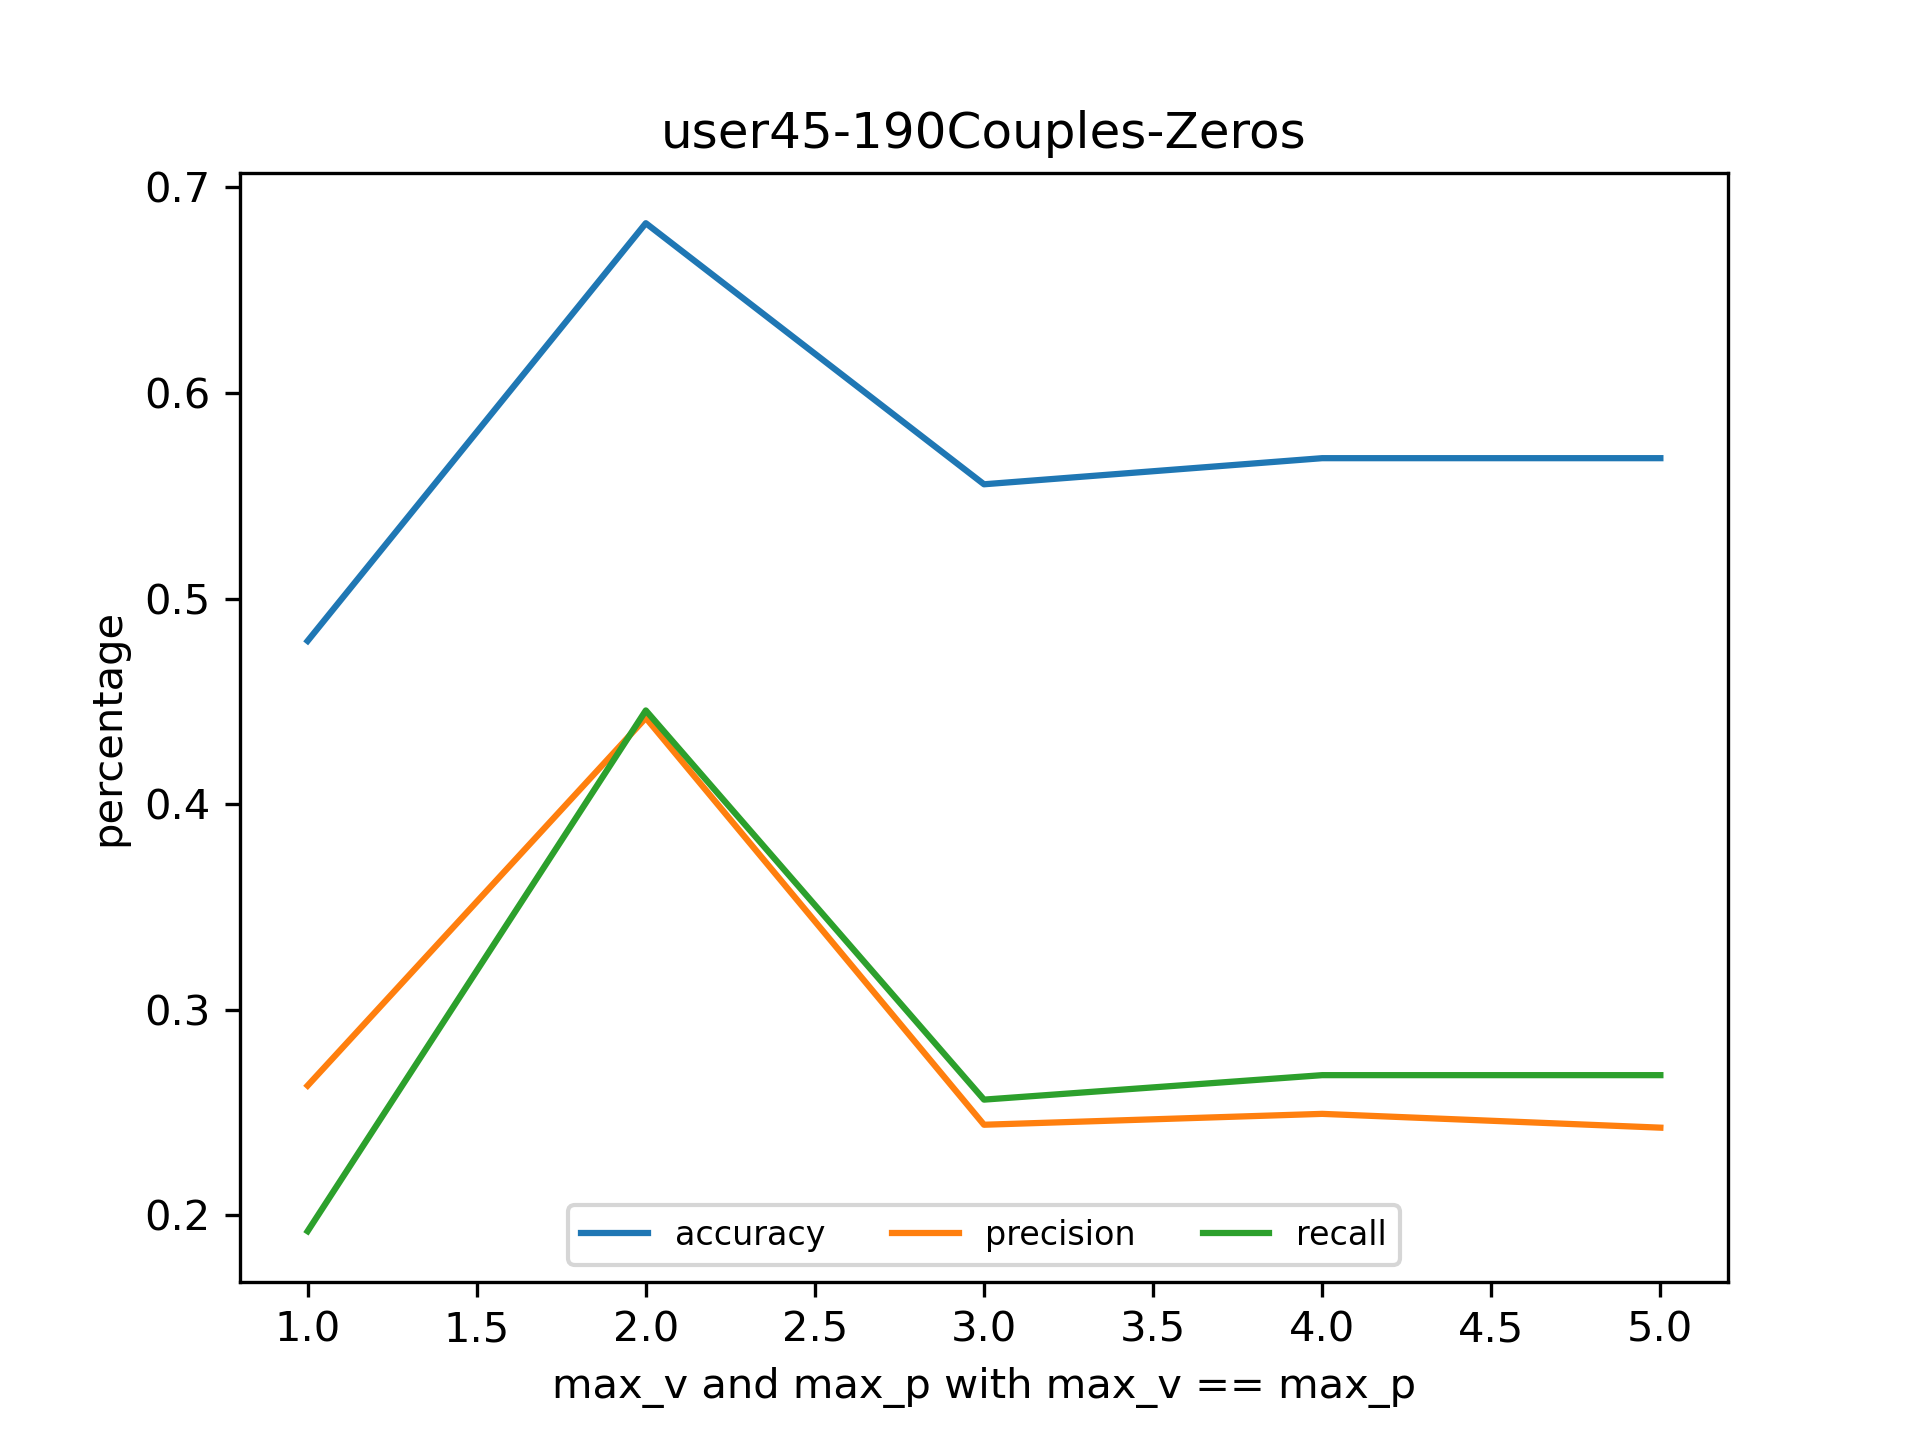 user45-190Couples-Zeros
0.7
0.6
0.5
0.4
0.3
0.2
percentage
accuracy precision recall
1.0 1.5 2.0 2.5 3.0 3.5 4.0 4.5 5.0
max_v and max_p with max_v == max_p